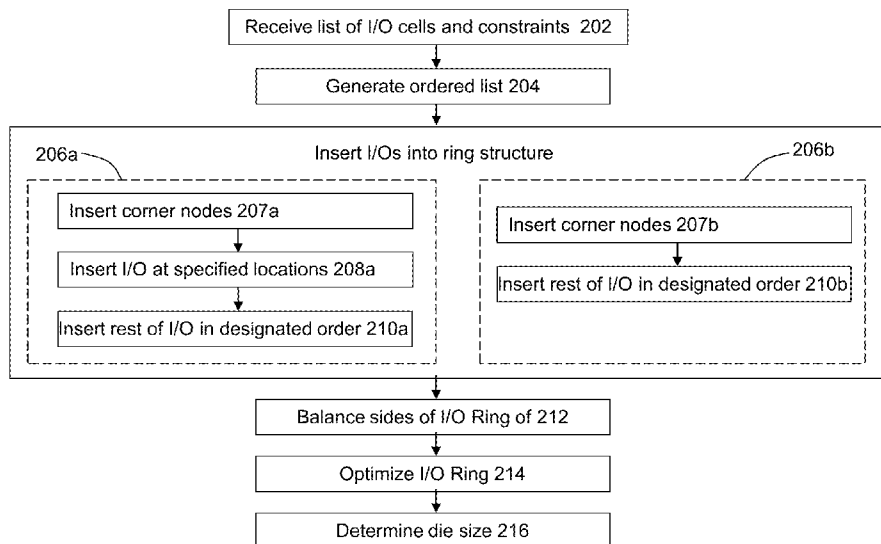 Receive list of I/O cells and constraints 202
Generate ordered list 204
Insert I/Os into ring structure
206a
206b
Insert corner nodes 207a
Insert I/O at specified locations 208a
Insert rest of I/O in designated order 210a
Insert corner nodes 207b
Insert rest of I/O in designated order 210b
Balance sides of I/O Ring of 212
Optimize I/O Ring 214
Determine die size 216